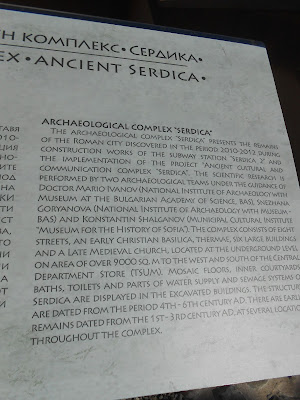 КОМПЛЕКС • СЕРДИКА •
EX • ANCIENT SERDICA •
ARCHAEOLOGICAL COMPLEX "SERDICA"
THE ARCHAEOLOGICAL COMPLEX "SERDICA" PRESENTS THE REMAINS
OF THE ROMAN CITY DISCOVERED IN THE PERIOD 2010-2012 DURING
CONSTRUCTION WORKS OF THE SUBWAY STATION "SERDICA 2" AND
THE IMPLEMENTATION OF THE PROJECT "ANCIENT CULTURAL AND
COMMUNICATION COMPLEX "SERDICA". THE SCIENTIFIC RESEARCH IS
PERFORMED BY TWO ARCHAEOLOGICAL TEAMS UNDER THE GUIDANCE OF
DOCTOR MARIO IVANOV (NATIONAL INSTITUTE OF ARCHAEOLOGY WITH
MUSEUM AT THE BULGARIAN ACADEMY OF SCIENCE, BAS), SNEZHANA
GORYANOVA (NATIONAL INSTITUTE OF ARCHAEOLOGY WITH MUSEUM -
BAS) AND KONSTANTIN SHALGANOV (MUNICIPAL CULTURAL INSTITUTE
"MUSEUM FOR THE HISTORY OF SOFIA"). THE COMPLEX CONSISTS OF EIGHT
STREETS, AN EARLY CHRISTIAN BASILICA, THERMAE, SIX LARGE BUILDINGS
AND A LATE MEDIEVAL CHURCH, LOCATED AT THE UNDERGROUND LEVEL
ON AREA OF OVER 9000 SQ. M TO THE WEST AND SOUTH OF THE CENTRAL
DEPARTMENT STORE (TSUM). MOSAIC FLOORS, INNER COURTYARDS,
BATHS, TOILETS AND PARTS OF WATER SUPPLY AND SEWAGE SYSTEMS OF
SERDICA ARE DISPLAYED IN THE EXCAVATED BUILDINGS. THE STRUCTURES
ARE DATED FROM THE PERIOD 4TH - 6TH CENTURY AD. THERE ARE EARLIER
REMAINS DATED FROM THE 1ST - 3RD CENTURY AD, AT SEVERAL LOCATIONS
THROUGHOUT THE COMPLEX.